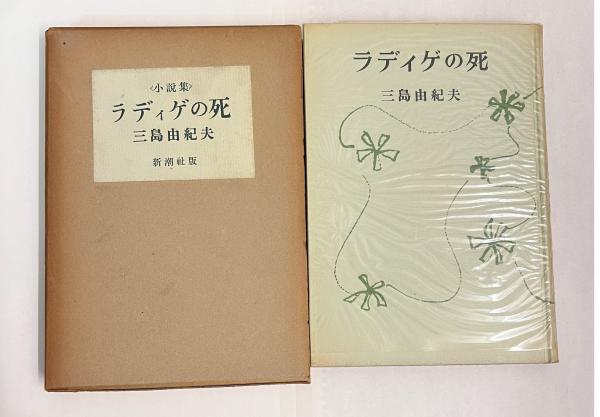 〈小説集〉
ラディゲの死
三島由紀夫
新潮社版
ラディゲの死
三島由紀夫